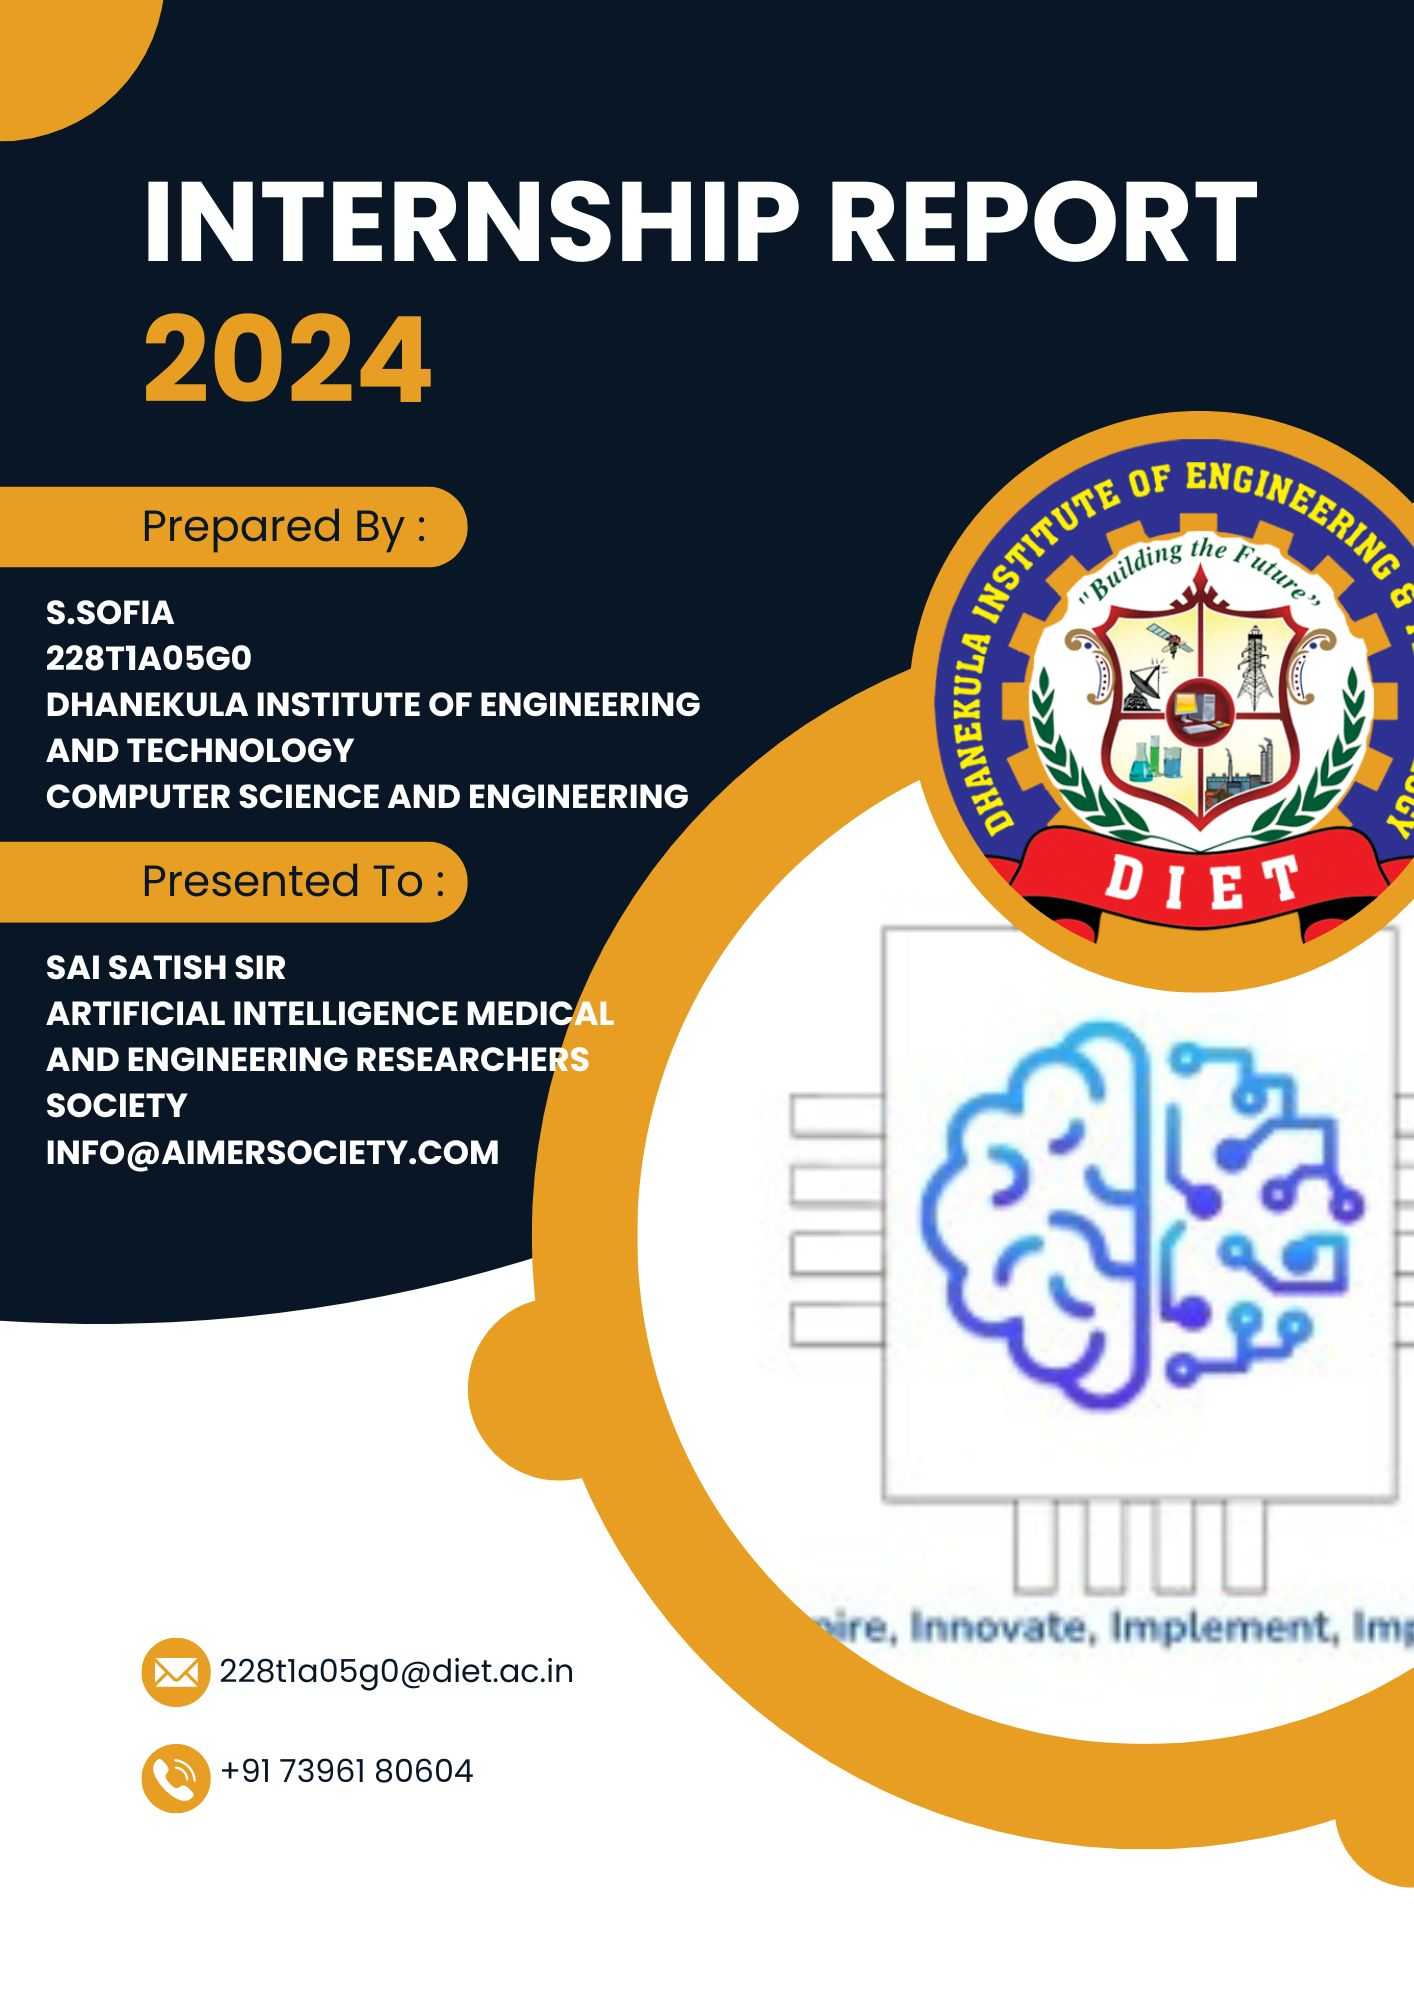 INTERNSHIP REPORT
2024
Prepared By :
S.SOFIA
228T1A05G0
DHANEKULA INSTITUTE OF ENGINEERING
AND TECHNOLOGY
COMPUTER SCIENCE AND ENGINEERING
Presented To :
SAI SATISH SIR
ARTIFICIAL INTELLIGENCE MEDICAL
AND ENGINEERING RESEARCHERS
SOCIETY
INFO@AIMERSOCIETY.COM
DHANEKULA INSTITUTE OF ENGINEERING &
"Building the Future"
DIET
Innovate, Implement,
228t1a05g0@diet.ac.in
+91 73961 80604